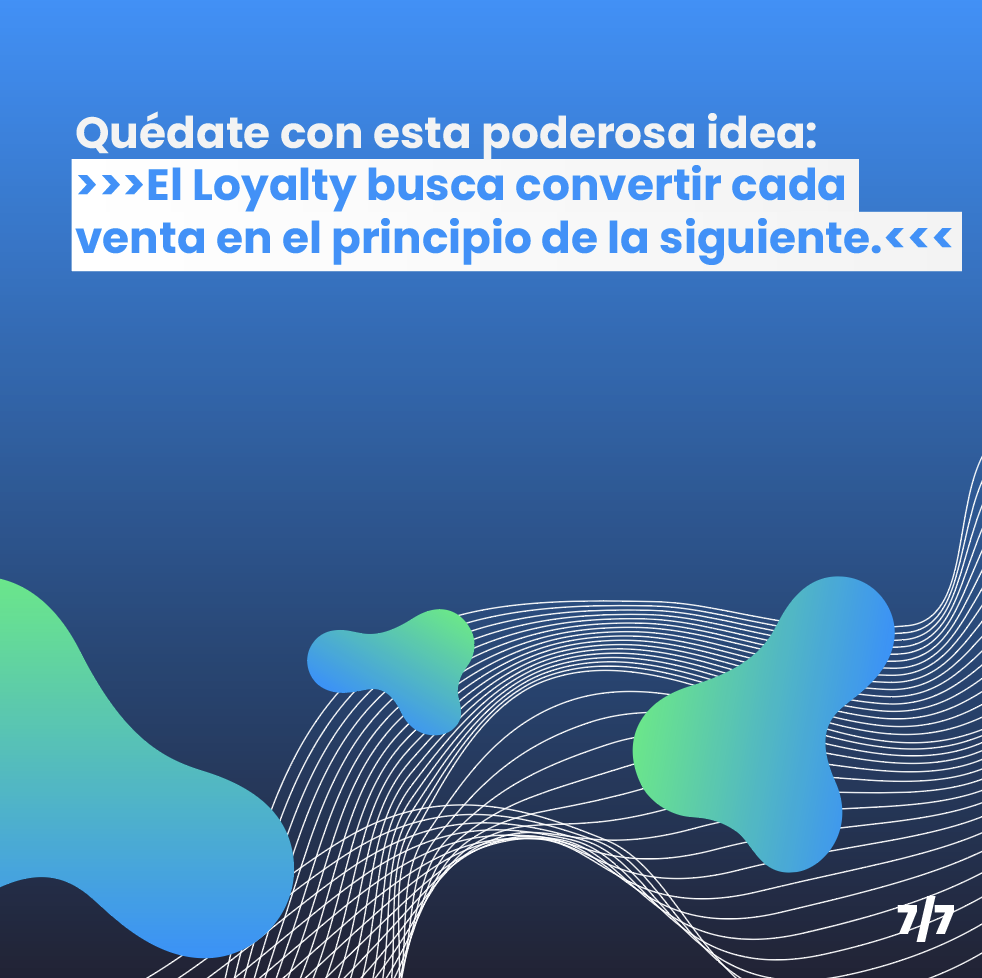 Quédate con esta poderosa idea:
>>>El Loyalty busca convertir cada
venta en el principio de la siguiente.<<<
7/7